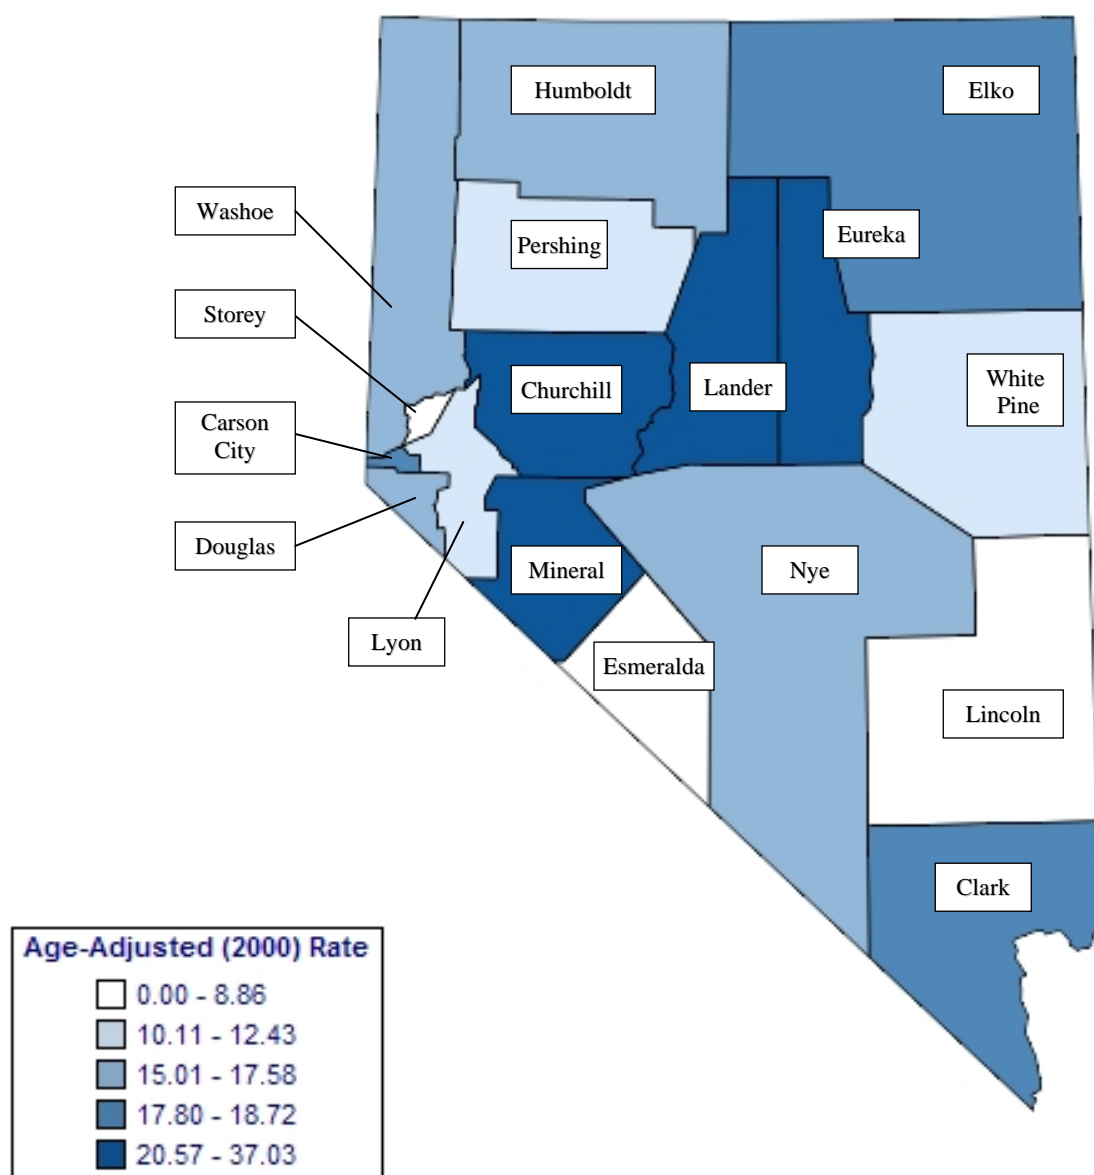 Humboldt
Elko
Washoe
Pershing
Eureka
Storey
Churchill
Lander
White
Pine
Carson
City
Douglas
Mineral
Nye
Lyon
Esmeralda
Lincoln
Clark
Age-Adjusted (2000) Rate
0.00 - 8.86
10.11 - 12.43
15.01 - 17.58
17.80 - 18.72
20.57 - 37.03